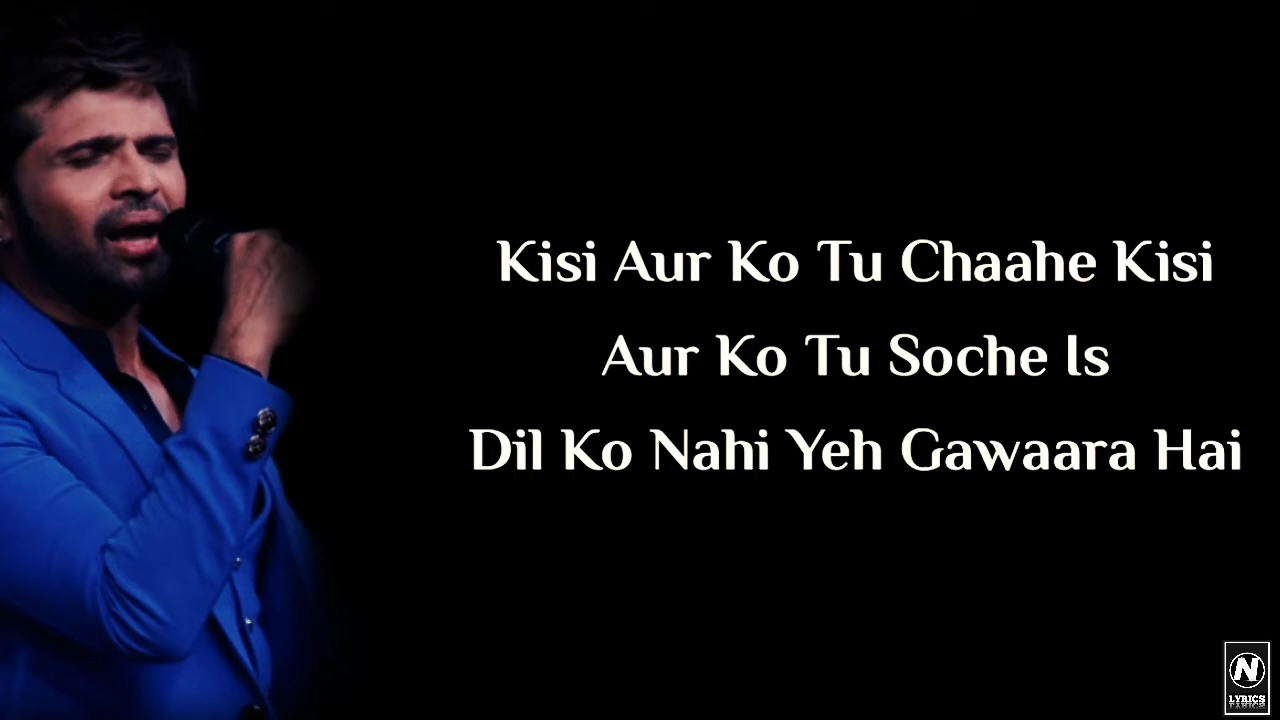 Kisi Aur Ko Tu Chaahe Kisi
Aur Ko Tu Soche Is
Dil Ko Nahi Yeh Gawaara Hai
N
LYRICS